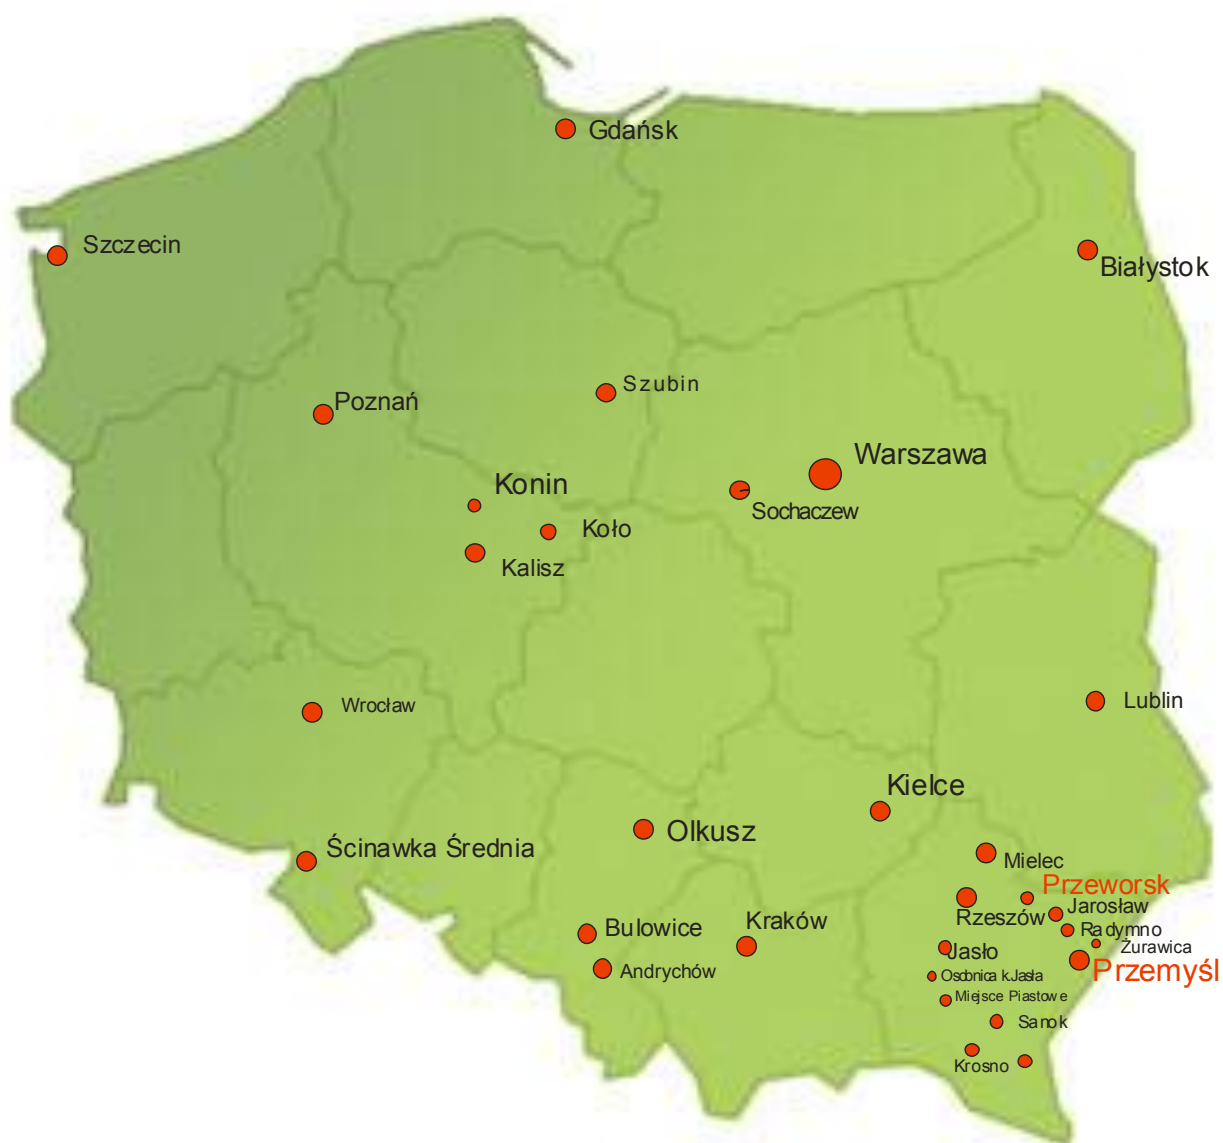 Gdańsk
Szczecin
Białystok
Szubin
Poznań
Warszawa
Konin
Sochaczew
Koło
Kalisz
Wrocław
Lublin
Kielce
Olkusz
Ścinawka Średnia
Mielec
Przeworsk
Jarosław
Rzeszów
Bulowice
Kraków
Radymno
Żurawica
Jasło
Andrychów
Przemyśl
Osobnica k.Jasła
Miejsce Piastowe
Sanok
Krosno